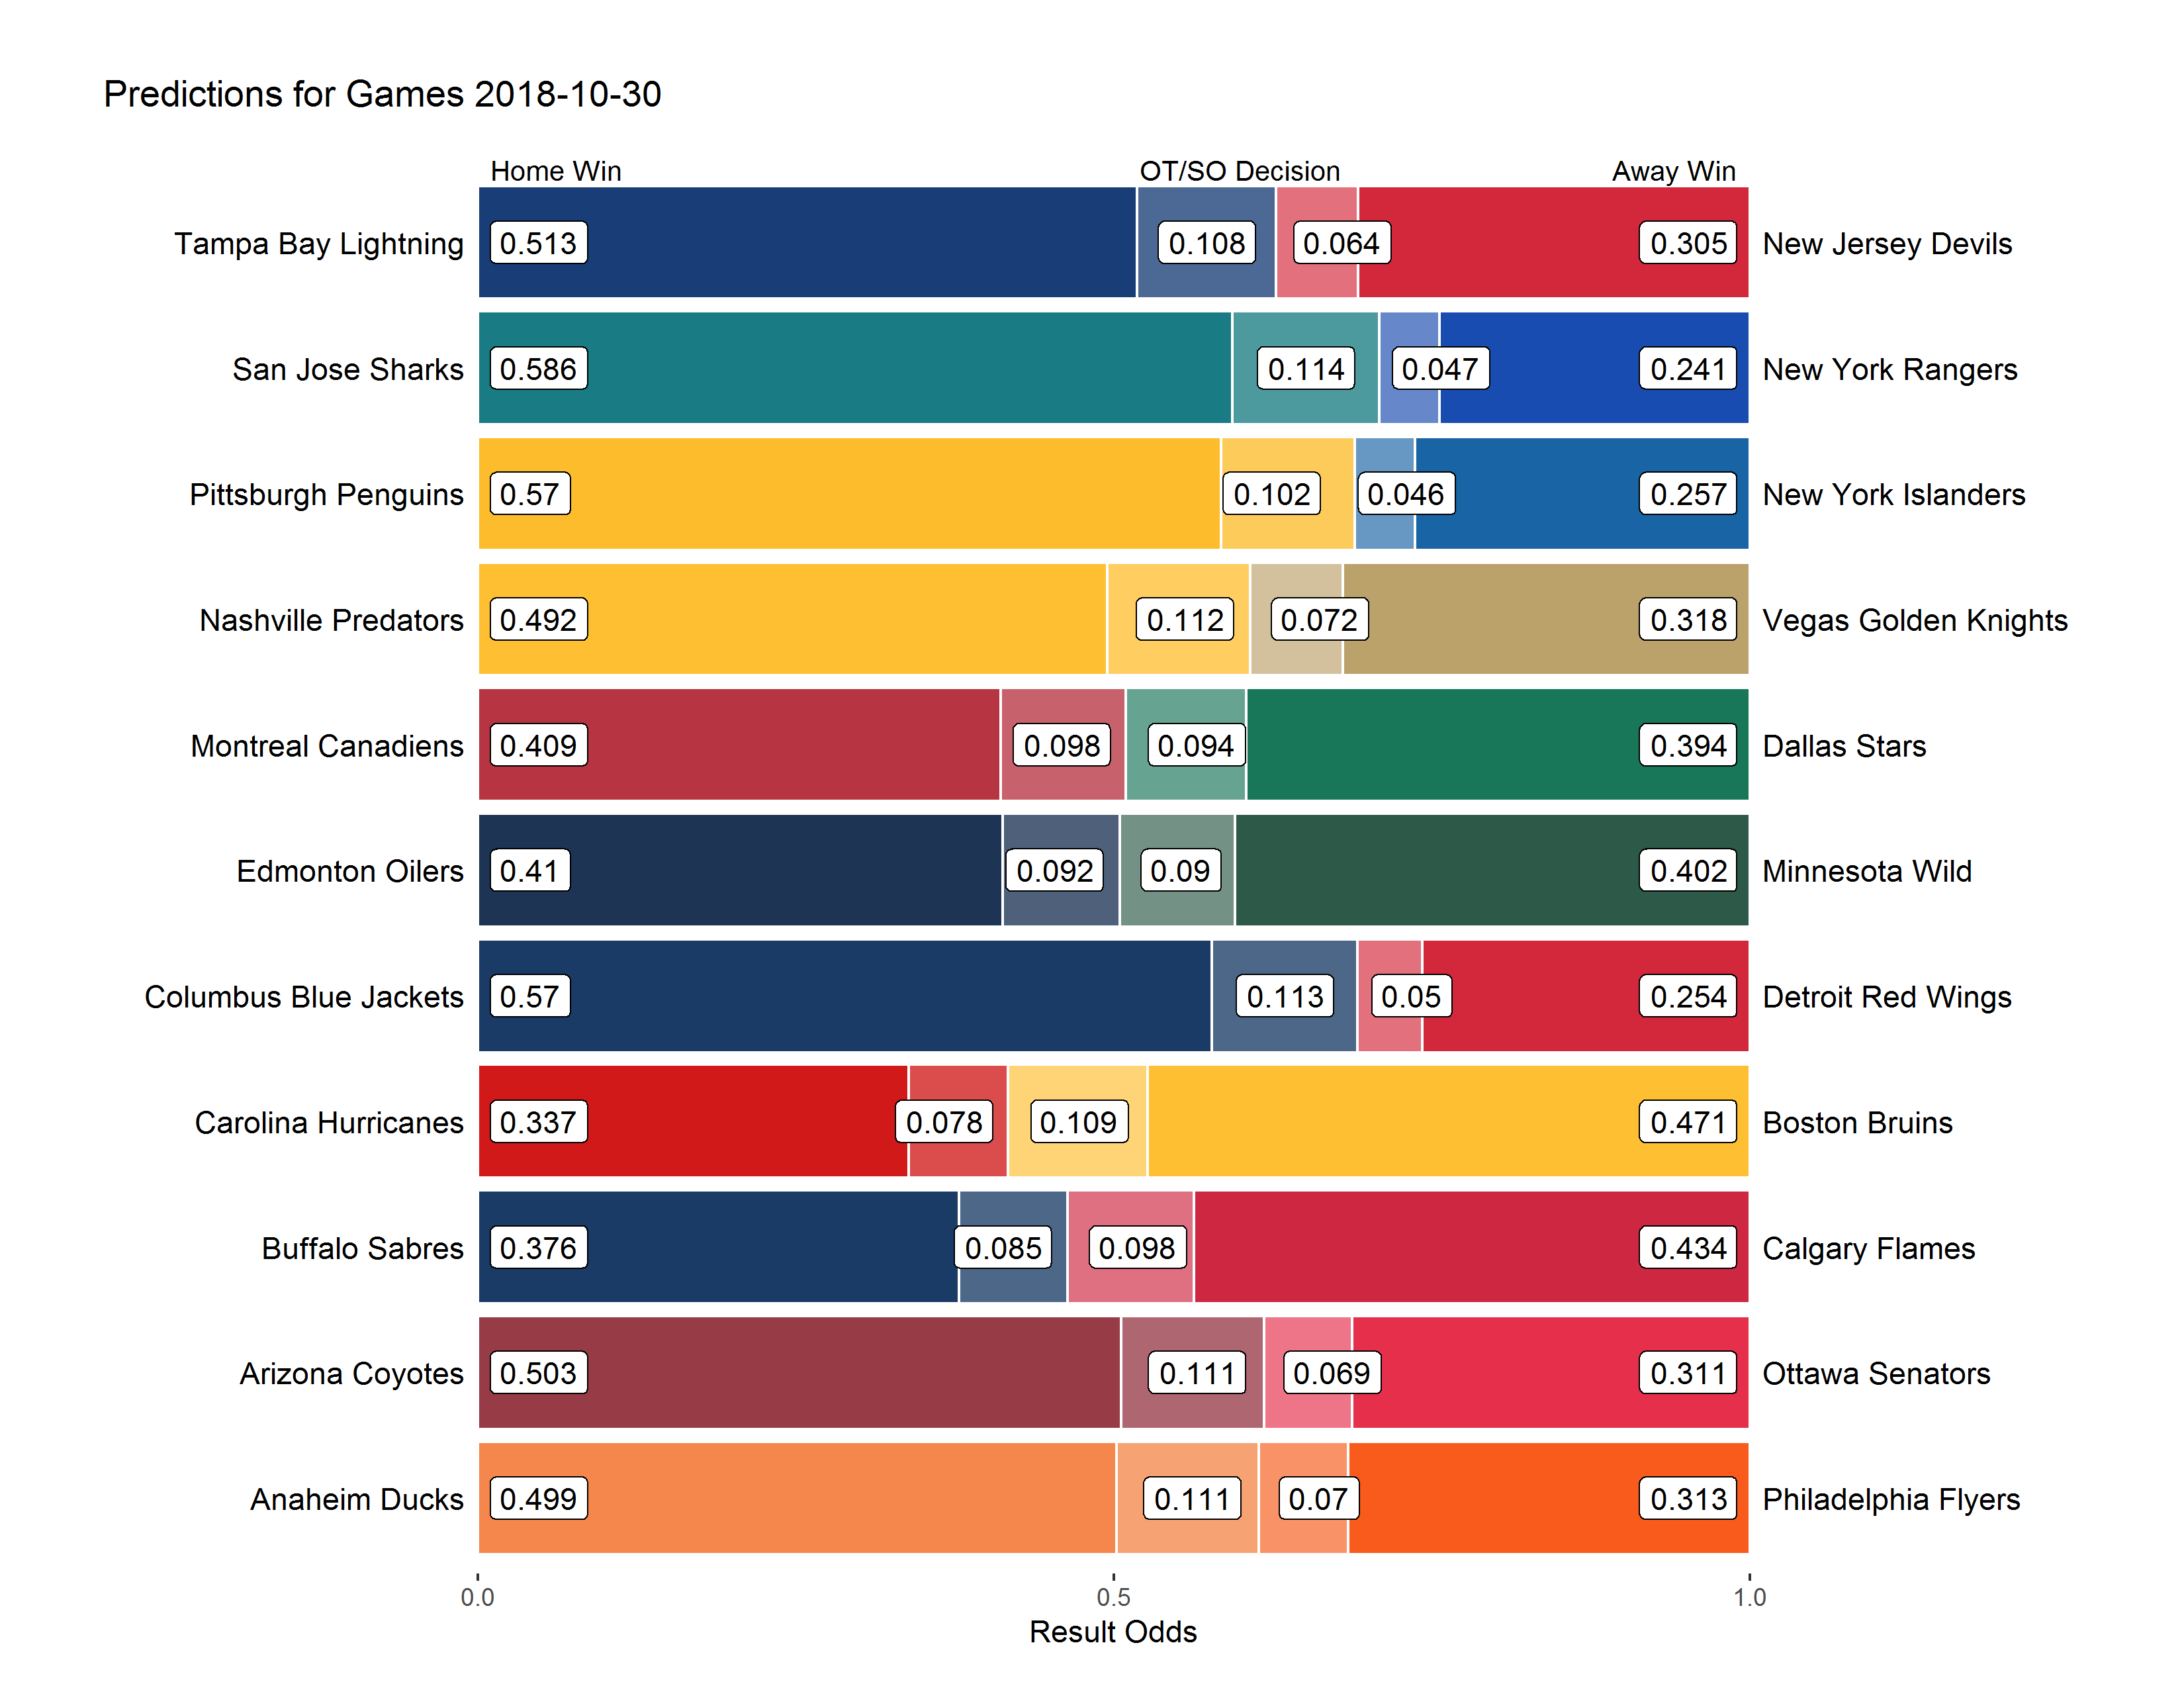 Predictions for Games 2018-10-30
Home Win OT/SO Decision Away Win
Tampa Bay Lightning 0.513 0.108 0.064 0.305 New Jersey Devils
San Jose Sharks 0.586 0.114 0.047 0.241 New York Rangers
Pittsburgh Penguins 0.57 0.102 0.046 0.257 New York Islanders
Nashville Predators 0.492 0.112 0.072 0.318 Vegas Golden Knights
Montreal Canadiens 0.409 0.098 0.094 0.394 Dallas Stars
Edmonton Oilers 0.41 0.092 0.09 0.402 Minnesota Wild
Columbus Blue Jackets 0.57 0.113 0.05 0.254 Detroit Red Wings
Carolina Hurricanes 0.337 0.078 0.109 0.471 Boston Bruins
Buffalo Sabres 0.376 0.085 0.098 0.434 Calgary Flames
Arizona Coyotes 0.503 0.111 0.069 0.311 Ottawa Senators
Anaheim Ducks 0.499 0.111 0.07 0.313 Philadelphia Flyers
0.0 0.5 1.0
Result Odds